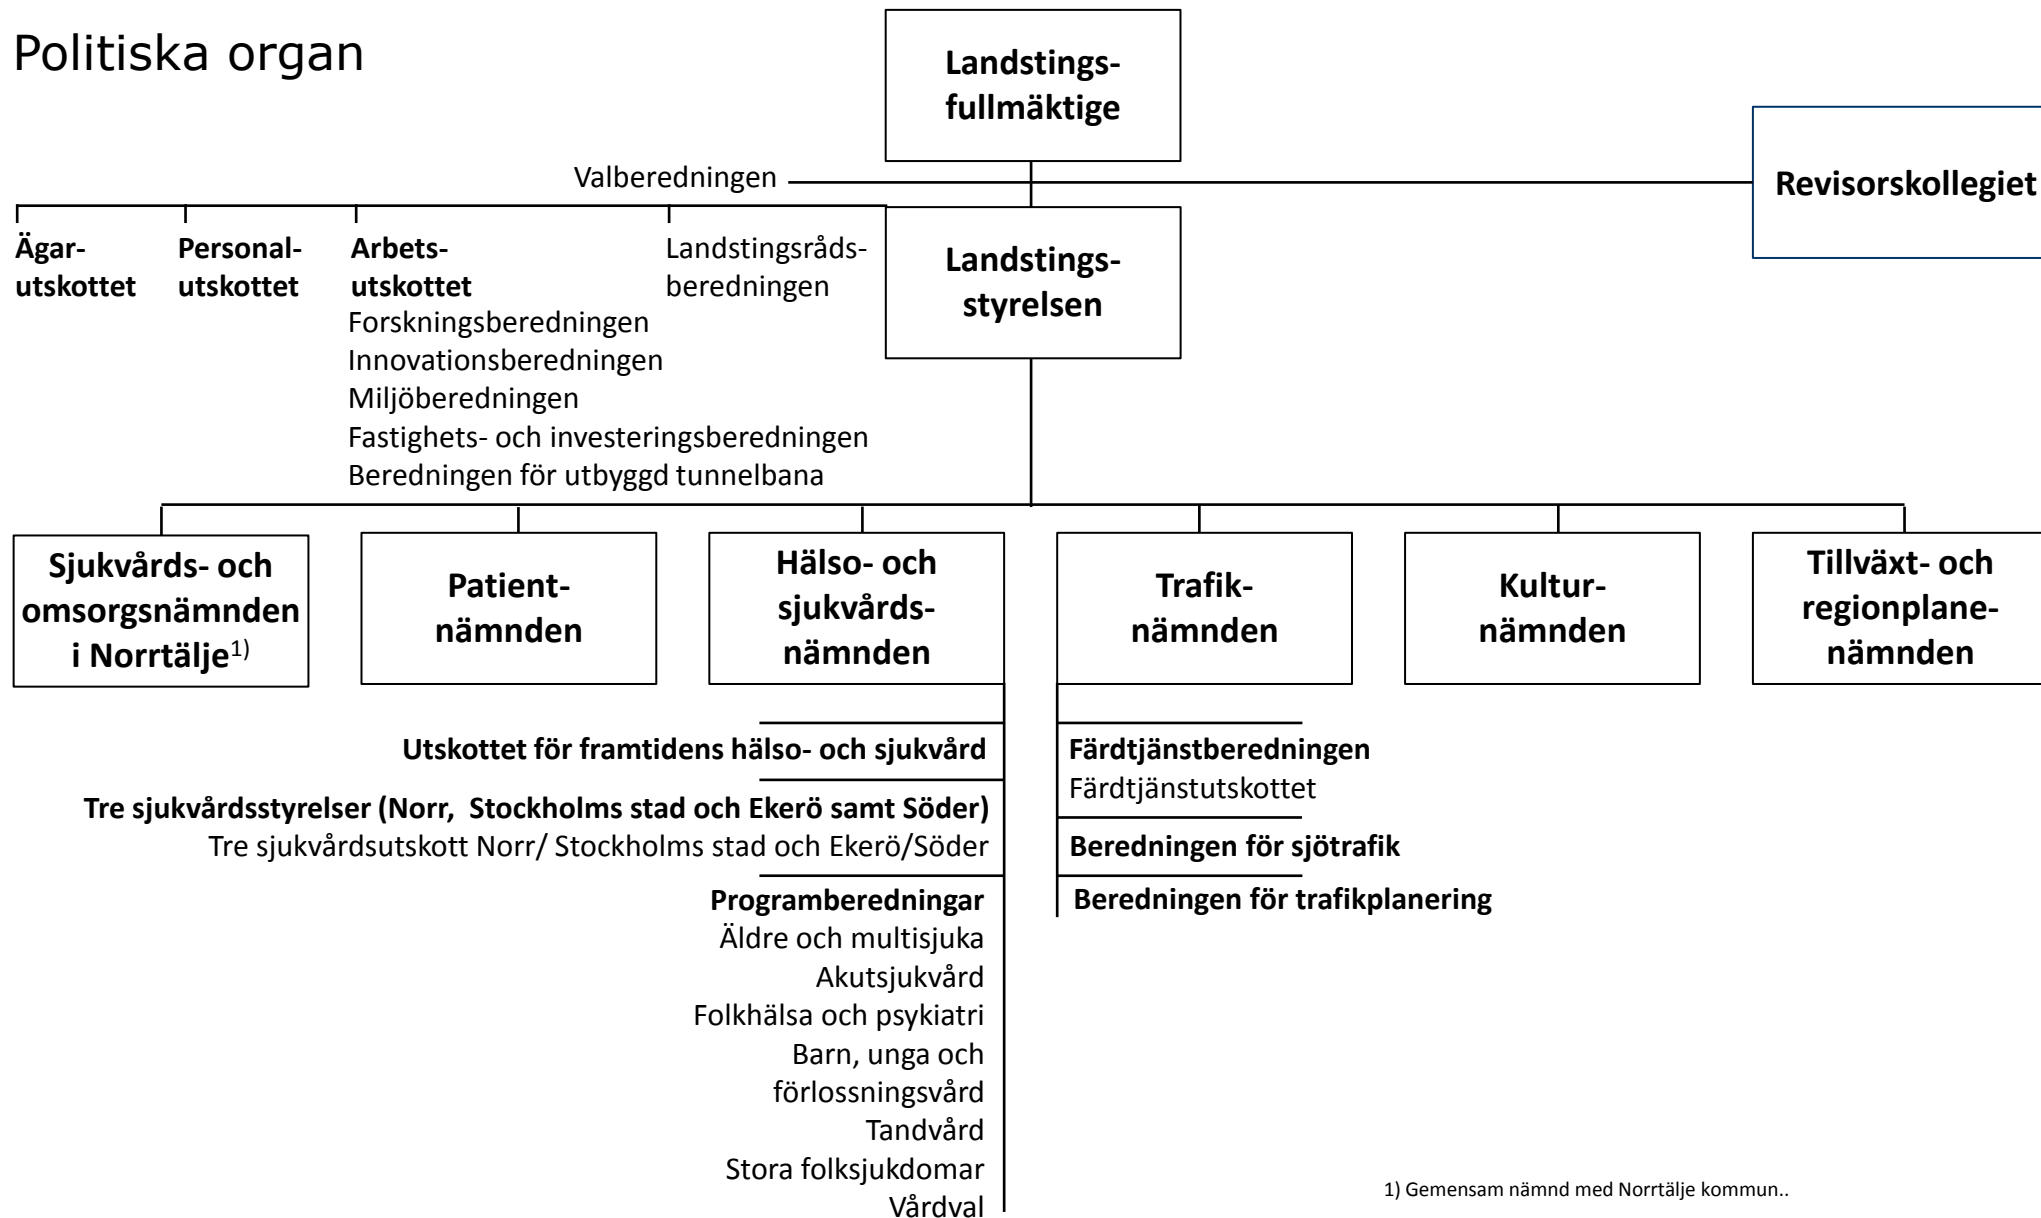 Politiska organ
Landstings-
fullmäktige
Valberedningen
Revisorskollegiet
Ägar-
utskottet
Personal-
utskottet
Arbets-
utskottet
Forskningsberedningen
Innovationsberedningen
Miljöberedningen
Fastighets- och investeringsberedningen
Beredningen för utbyggd tunnelbana
Landstingsråds-
beredningen
Landstings-
styrelsen
Sjukvårds- och
omsorgsnämnden
i Norrtälje1)
Patient-
nämnden
Hälso- och
sjukvårds-
nämnden
Trafik-
nämnden
Kultur-
nämnden
Tillväxt- och
regionplane-
nämnden
Utskottet för framtidens hälso- och sjukvård
Tre sjukvårdsstyrelser (Norr,  Stockholms stad och Ekerö samt Söder)
Tre sjukvårdsutskott Norr/ Stockholms stad och Ekerö/Söder
Programberedningar
Äldre och multisjuka
Akutsjukvård
Folkhälsa och psykiatri
Barn, unga och
förlossningsvård
Tandvård
Stora folksjukdomar
Vårdval
Färdtjänstberedningen
Färdtjänstutskottet
Beredningen för sjötrafik
Beredningen för trafikplanering
1) Gemensam nämnd med Norrtälje kommun..